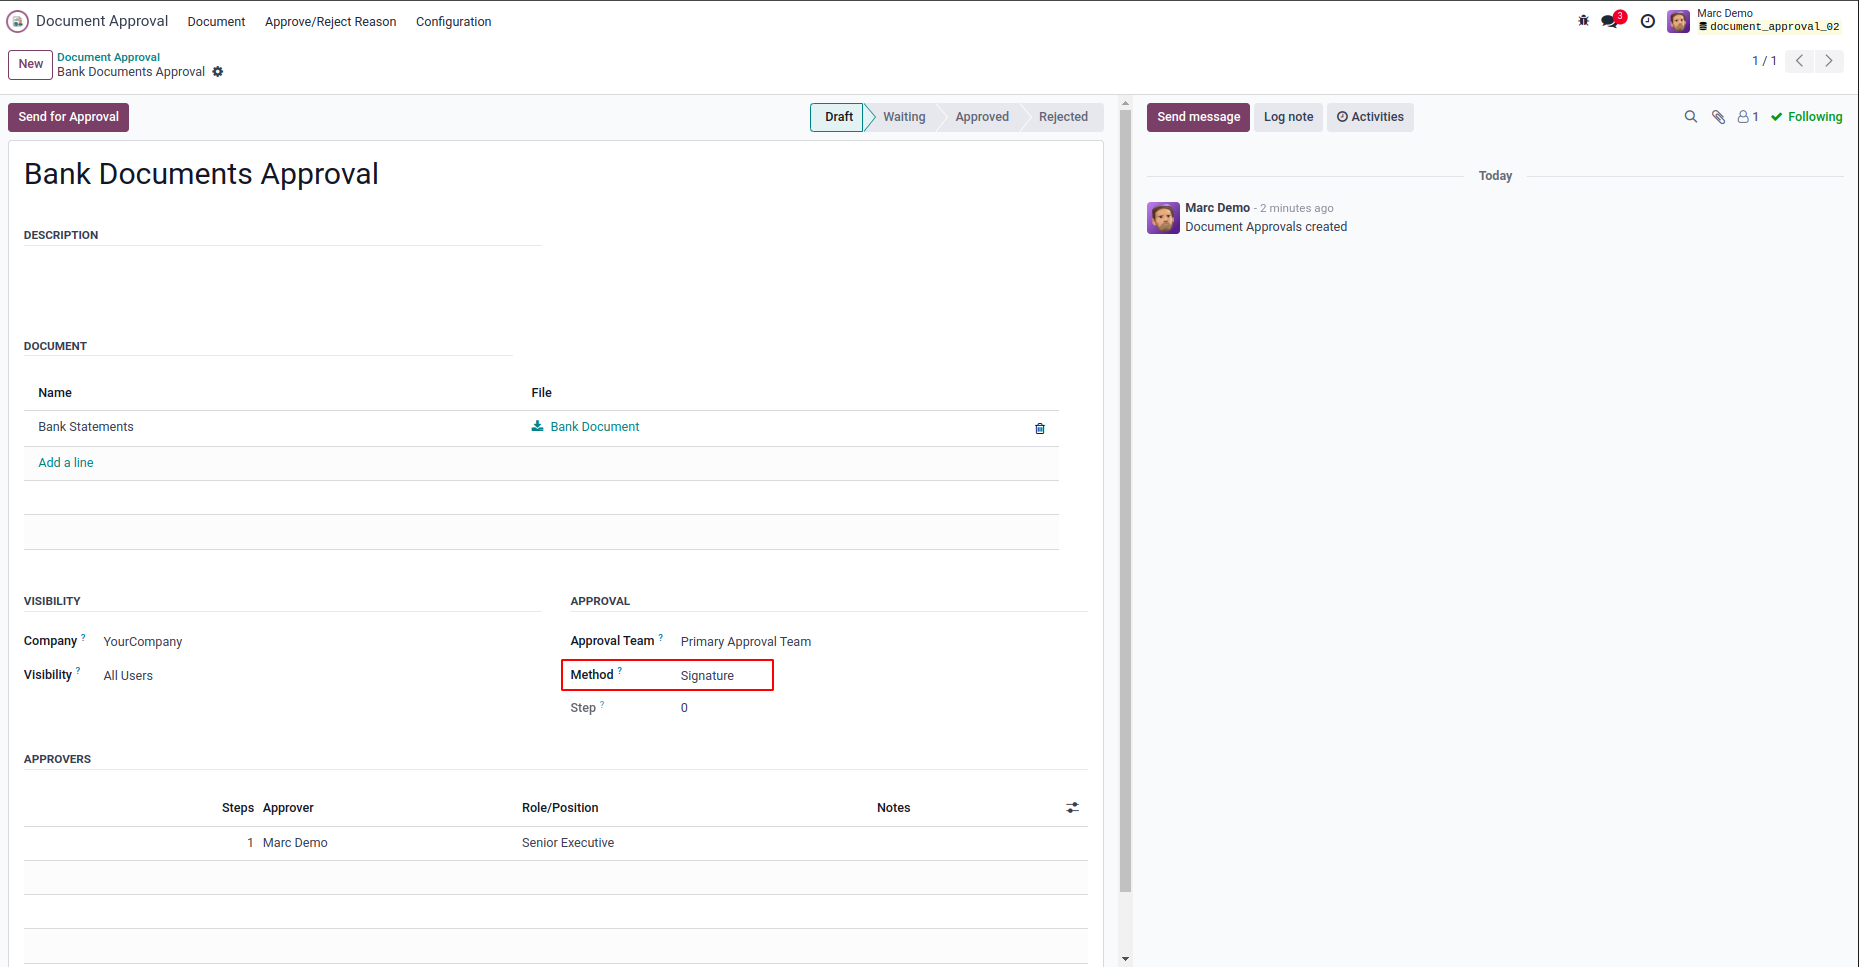 Document Approval Document Approve/Reject Reason Configuration 3 Marc Demo
document_approval_02
New Document Approval
Bank Documents Approval 1 / 1
Send for Approval Draft Waiting Approved Rejected Send message Log note Activities 1 Following
Bank Documents Approval
Today
Marc Demo - 2 minutes ago
Document Approvals created
DESCRIPTION
DOCUMENT
Name File
Bank Statements Bank Document
Add a line
VISIBILITY APPROVAL
Company ? YourCompany Approval Team ? Primary Approval Team
Visibility ? All Users Method ? Signature
Step ? 0
APPROVERS
Steps Approver Role/Position Notes
1 Marc Demo Senior Executive